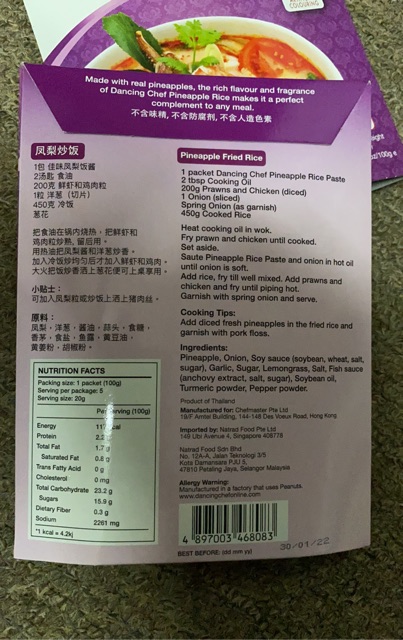 COLOURING
Made with real pineapples, the rich flavour and fragrance
of Dancing Chef Pineapple Rice makes it a perfect
complement to any meal.
不含味精, 不含防腐剂, 不含人造色素
凤梨炒饭
1包 佳味凤梨饭酱
2汤匙 食油
200克 鲜虾和鸡肉粒
1粒 洋葱（切片）
450克 冷饭
葱花
把食油在锅内烧热，把鲜虾和
鸡肉粒炒熟, 留后用。
用热油把凤梨酱和洋葱炒香。
加入冷饭炒均匀后才加入鲜虾和鸡肉。
大火把饭炒香洒上葱花便可上桌享用。
小贴士：
可加入凤梨粒或炒饭上洒上猪肉丝。
原料：
凤梨，洋葱，酱油，蒜头，食糖，
香茅，食盐，鱼露，黄豆油，
黄姜粉，胡椒粉。
NUTRITION FACTS
Packing size: 1 packet (100g)
Serving per package: 5
Serving size: 20g
Per Serving (100g)
Energy
Protein
Total Fat
Saturated Fat 0.8 g
Trans Fatty Acid 0 g
Cholesterol 0 mg
Total Carbohydrate 23.2 g
Sugars 15.9 g
Dietary Fiber 0.3 g
Sodium 2261 mg
*1 kcal = 4.2kj
Pineapple Fried Rice
1 packet Dancing Chef Pineapple Rice Paste
2 tbsp Cooking Oil
200g Prawns and Chicken (diced)
1 Onion (sliced)
Spring Onion (as garnish)
450g Cooked Rice
Heat cooking oil in wok.
Fry prawn and chicken until cooked.
Set aside.
Saute Pineapple Rice Paste and onion in hot oil
until onion is soft.
Add rice, fry till well mixed. Add prawns and
chicken and fry until piping hot.
Garnish with spring onion and serve.
Cooking Tips:
Add diced fresh pineapples in the fried rice and
garnish with pork floss.
Ingredients:
Pineapple, Onion, Soy sauce (soybean, wheat, salt,
sugar), Garlic, Sugar, Lemongrass, Salt, Fish sauce
(anchovy extract, salt, sugar), Soybean oil,
Turmeric powder, Pepper powder.
Product of Thailand
Manufactured for: Chefmaster Pte Ltd
19/F Amtel Building, 144-148 Des Voeux Road, Hong Kong
Imported by: Natrad Food Pte Ltd
149 Ubi Avenue 4, Singapore 408778
Natrad Food Sdn Bhd
No. 12A-A, Jalan Teknologi 3/5
Kota Damansara PJU 5,
47810 Petaling Jaya, Selangor Malaysia
Allergy Warning:
Manufactured in a factory that uses Peanuts.
www.dancingchefonline.com
4 897003 468083
BEST BEFORE: (dd mm yy)
30/01/22